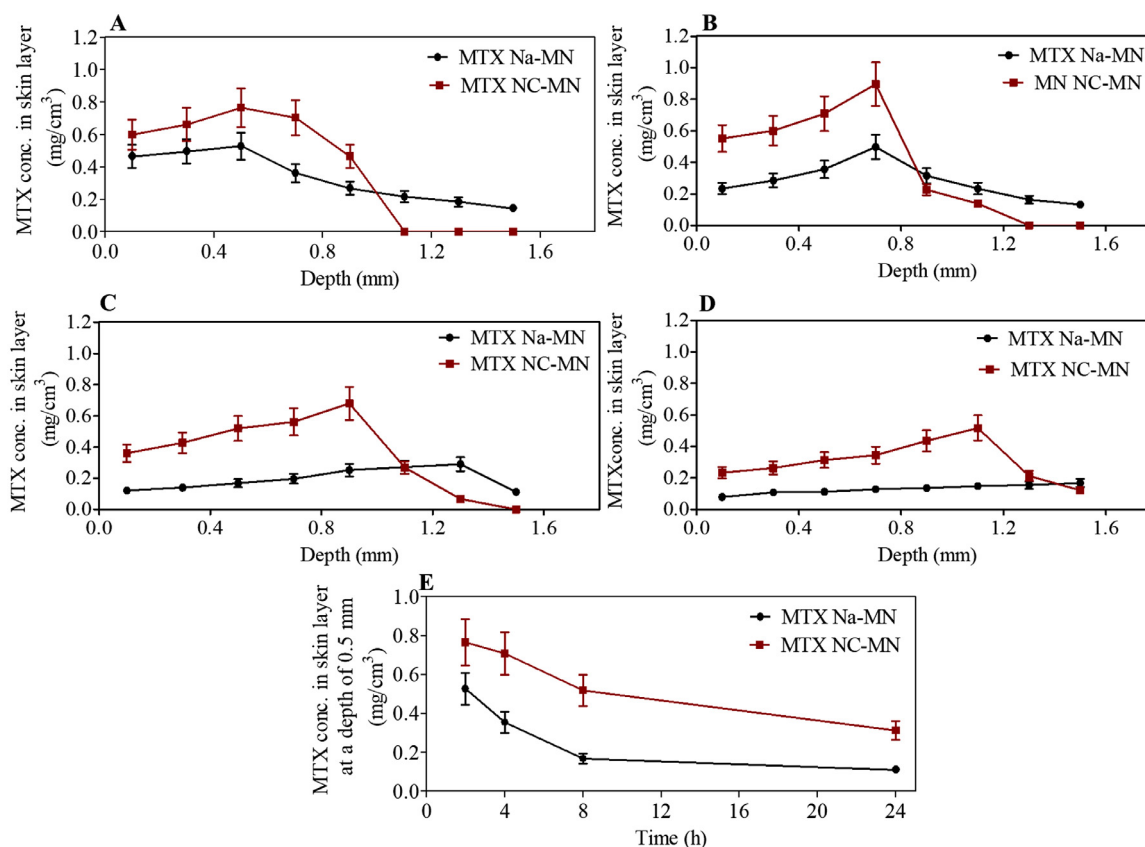 A
MTX conc. in skin layer
(mg/cm³)
1.2
1.0
0.8
0.6
0.4
0.2
0.0
MTX Na-MN
MTX NC-MN
0.0 0.4 0.8 1.2 1.6
Depth (mm)
B
MTX conc. in skin layer
(mg/cm³)
1.2
1.0
0.8
0.6
0.4
0.2
0.0
MTX Na-MN
MN NC-MN
0.0 0.4 0.8 1.2 1.6
Depth (mm)
C
MTX conc. in skin layer
(mg/cm³)
1.2
1.0
0.8
0.6
0.4
0.2
0.0
MTX Na-MN
MTX NC-MN
0.0 0.4 0.8 1.2 1.6
Depth (mm)
D
MTXconc. in skin layer
(mg/cm³)
1.2
1.0
0.8
0.6
0.4
0.2
0.0
MTX Na-MN
MTX NC-MN
0.0 0.4 0.8 1.2 1.6
Depth (mm)
E
MTX conc. in skin layer
at a depth of 0.5 mm
(mg/cm³)
1.0
0.8
0.6
0.4
0.2
0.0
MTX Na-MN
MTX NC-MN
0 4 8 12 16 20 24
Time (h)